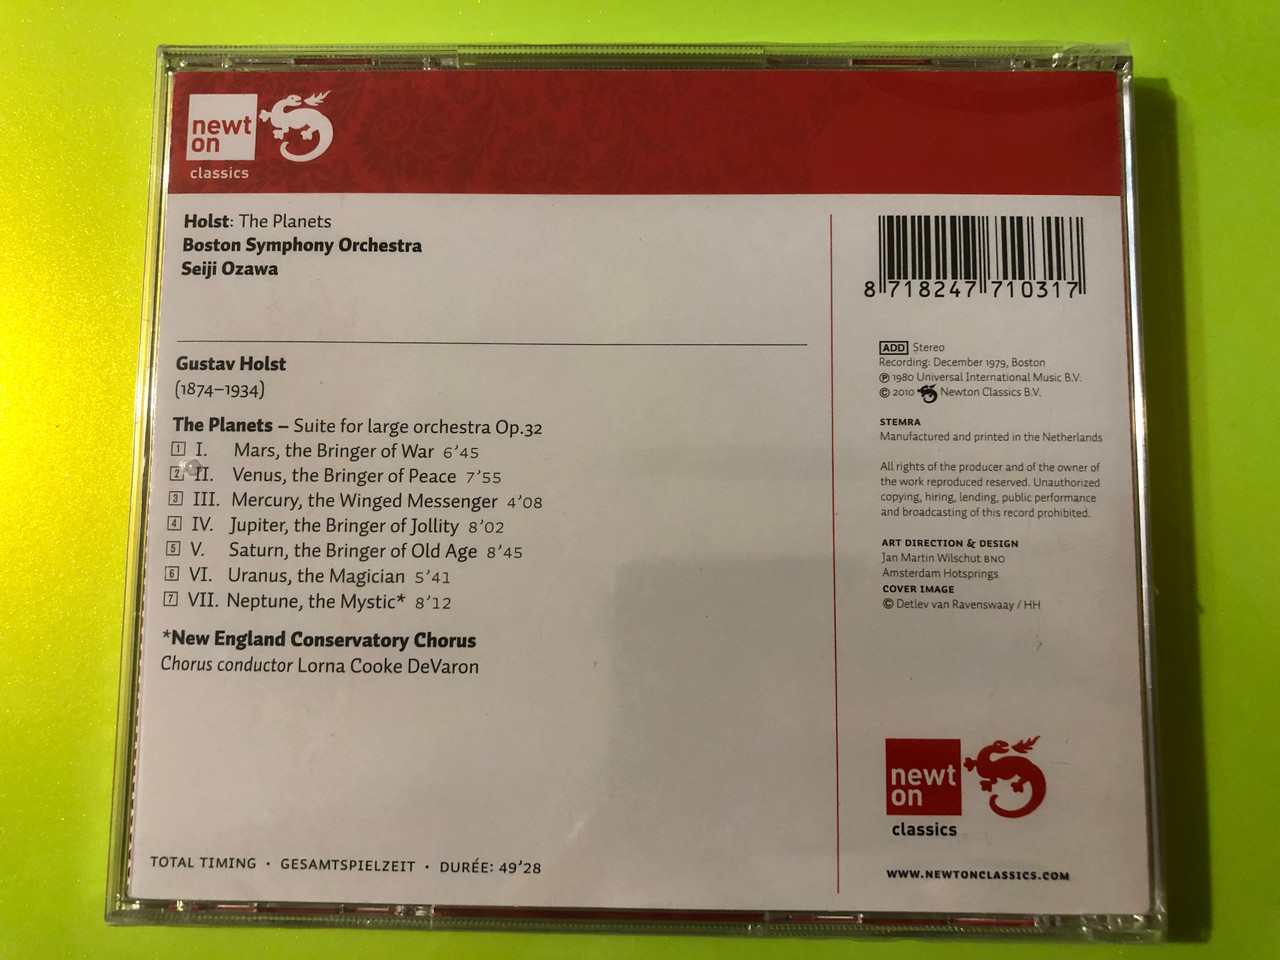 newt
on
classics
Holst: The Planets
Boston Symphony Orchestra
Seiji Ozawa
Gustav Holst
(1874–1934)
The Planets – Suite for large orchestra Op.32
1 I. Mars, the Bringer of War 6'45
2 II. Venus, the Bringer of Peace 7'55
3 III. Mercury, the Winged Messenger 4'08
4 IV. Jupiter, the Bringer of Jollity 8'02
5 V. Saturn, the Bringer of Old Age 8'45
6 VI. Uranus, the Magician 5'41
7 VII. Neptune, the Mystic* 8'12
*New England Conservatory Chorus
Chorus conductor Lorna Cooke DeVaron
TOTAL TIMING · GESAMTSPIELZEIT · DURÉE: 49'28
8 718247 710317
ADD Stereo
Recording: December 1979, Boston
℗ 1980 Universal International Music B.V.
© 2010 Newton Classics B.V.
STEMRA
Manufactured and printed in the Netherlands
All rights of the producer and of the owner of
the work reproduced reserved. Unauthorized
copying, hiring, lending, public performance
and broadcasting of this record prohibited.
ART DIRECTION & DESIGN
Jan Martin Wilschut BNO
Amsterdam Hotsprings
COVER IMAGE
© Detlev van Ravenswaay / HH
newt
on
classics
WWW.NEWTONCLASSICS.COM